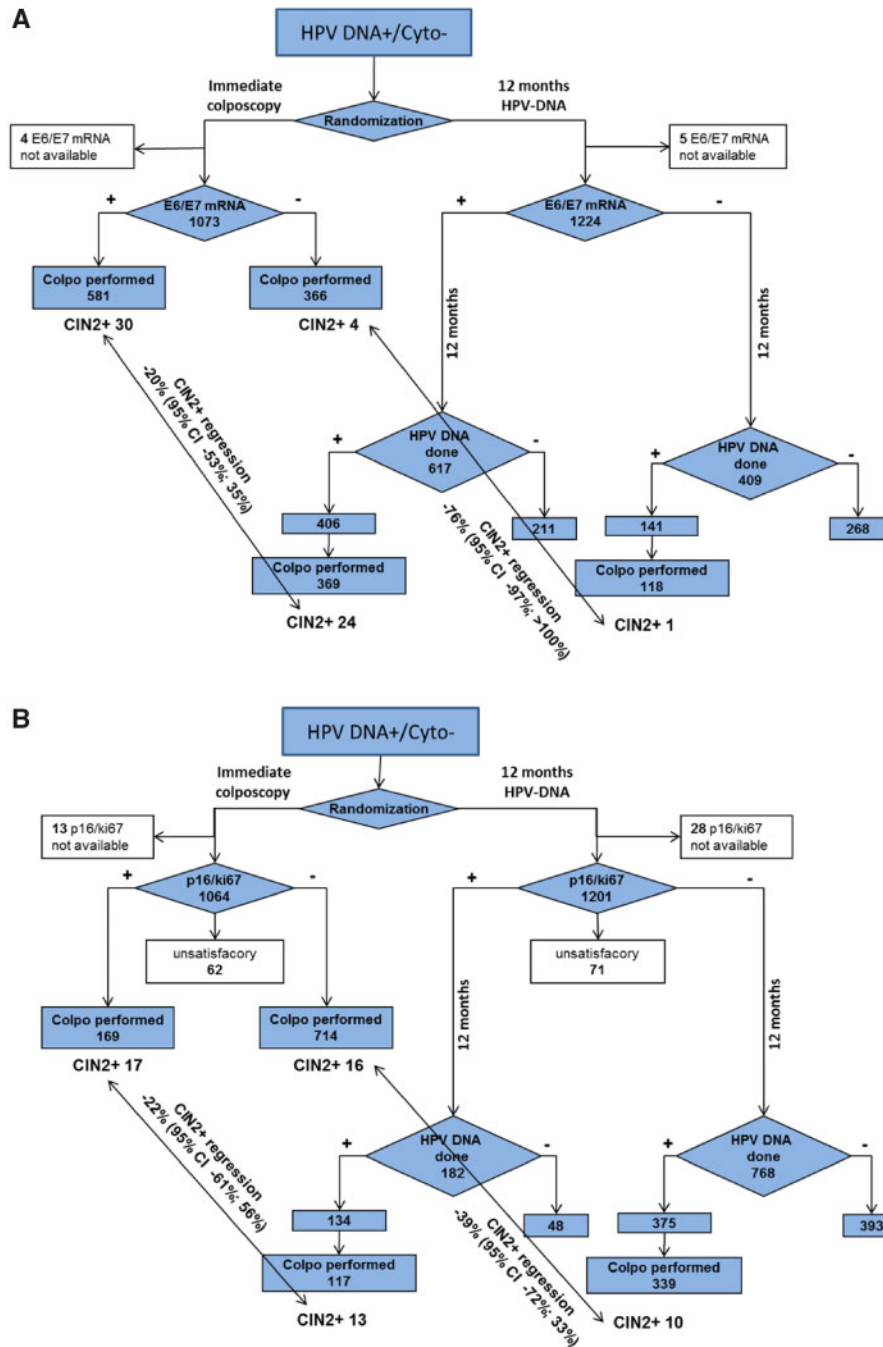 A
HPV DNA+/Cyto-
Immediate
colposcopy
12 months
HPV-DNA
Randomization
4 E6/E7 mRNA
not available
5 E6/E7 mRNA
not available
+
E6/E7 mRNA
1073
-
+
E6/E7 mRNA
1224
-
Colpo performed
581
Colpo performed
366
CIN2+ 30
CIN2+ 4
12 months
12 months
CIN2+ regression
-20% (95% CI -53%; 35%)
+
HPV DNA
done
617
-
+
HPV DNA
done
409
-
406
211
141
268
CIN2+ regression
-76% (95% CI -97%; >100%)
Colpo performed
369
Colpo performed
118
CIN2+ 24
CIN2+ 1
B
HPV DNA+/Cyto-
Immediate
colposcopy
12 months
HPV-DNA
Randomization
13 p16/ki67
not available
28 p16/ki67
not available
+
p16/ki67
1064
-
+
p16/ki67
1201
-
unsatisfacory
62
unsatisfacory
71
Colpo performed
169
Colpo performed
714
CIN2+ 17
CIN2+ 16
12 months
12 months
CIN2+ regression
-22% (95% CI -61%; 56%)
+
HPV DNA
done
182
-
+
HPV DNA
done
768
-
134
48
375
393
CIN2+ regression
-39% (95% CI -72%; 33%)
Colpo performed
117
Colpo performed
339
CIN2+ 13
CIN2+ 10